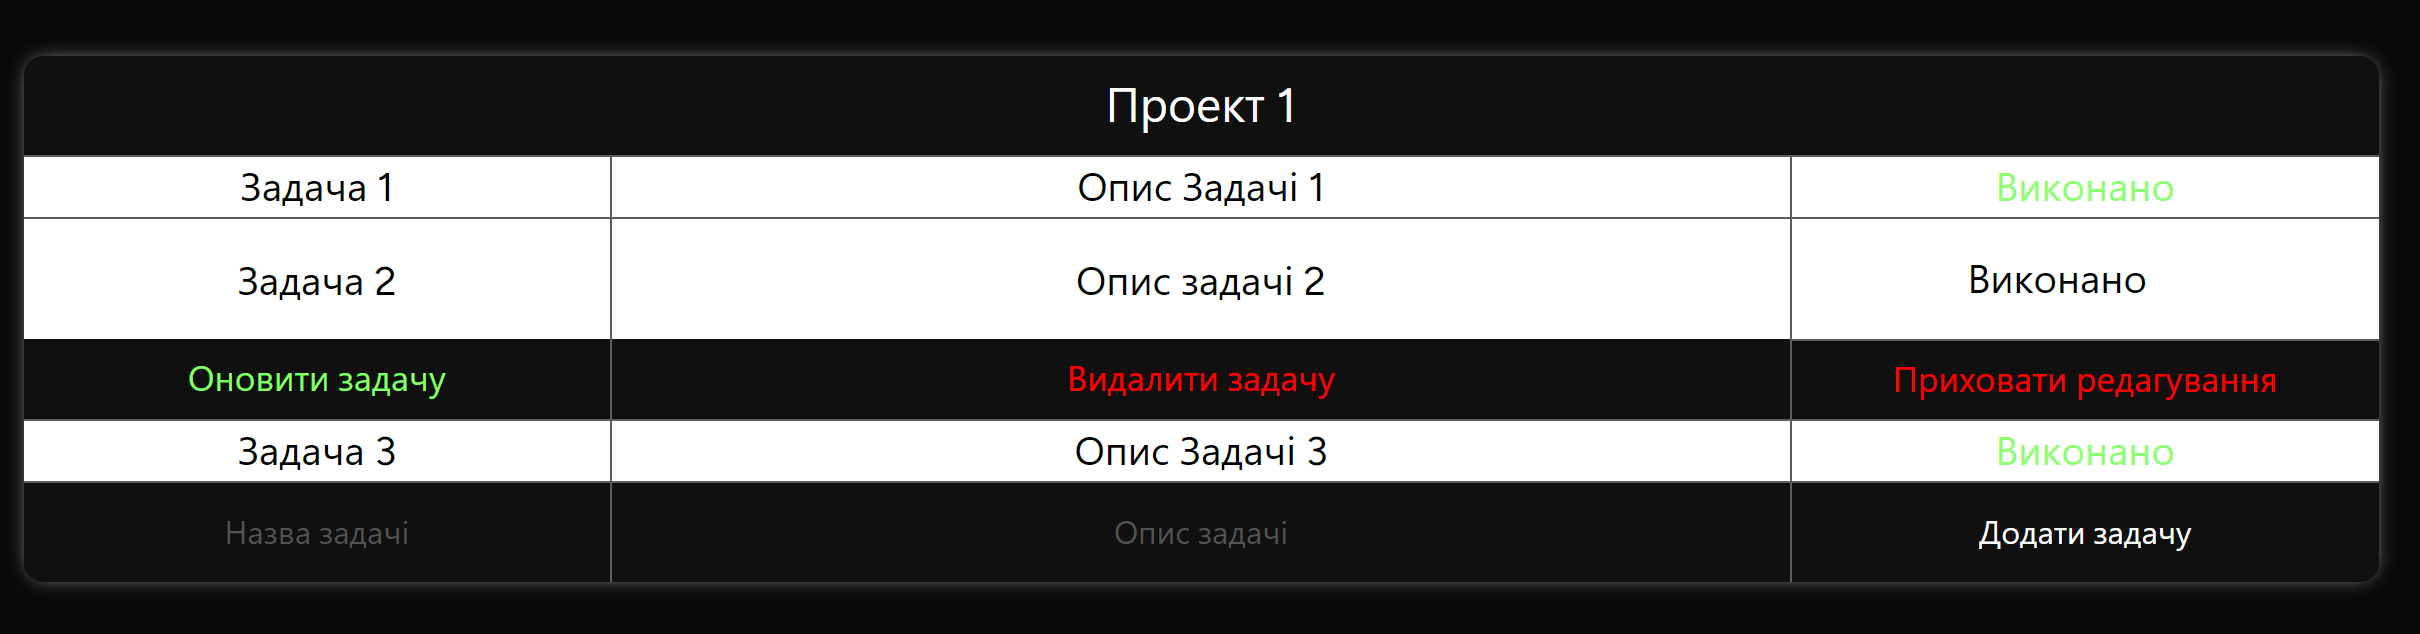 Проект 1
Задача 1 Опис Задачі 1 Виконано
Задача 2 Опис задачі 2 Виконано
Оновити задачу Видалити задачу Приховати редагування
Задача 3 Опис Задачі 3 Виконано
Назва задачі Опис задачі Додати задачу